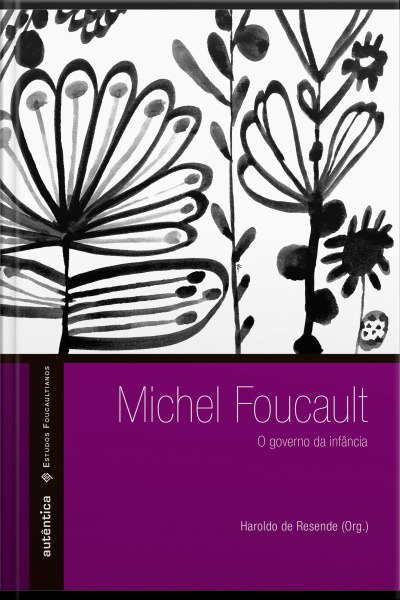 Michel Foucault
O governo da infância
Haroldo de Resende (Org.)
autêntica
Estudos Foucaultianos